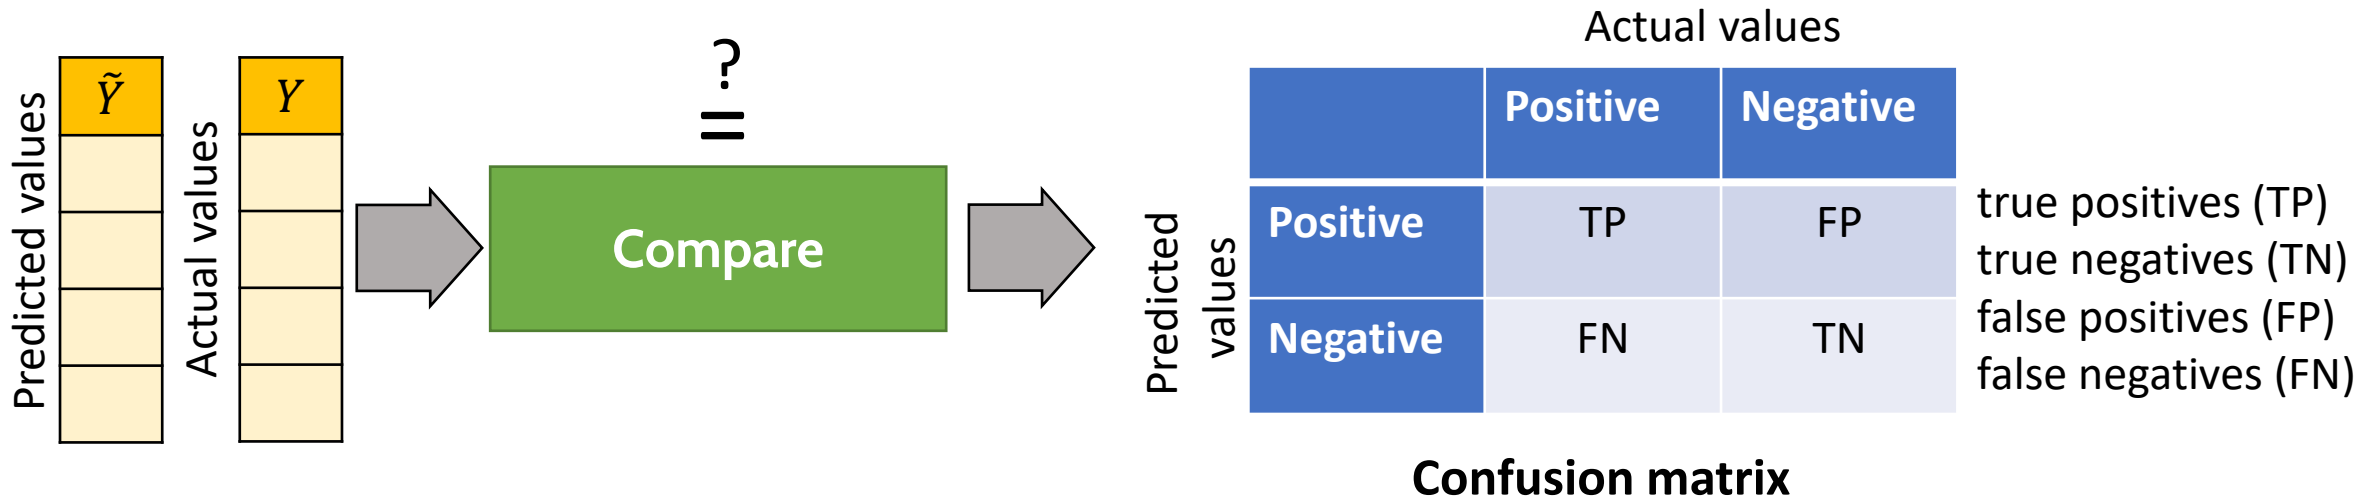 Predicted values
Ỹ
Actual values
Y
?
=
Compare
Actual values
Predicted
values
Positive Negative
Positive TP FP
Negative FN TN
true positives (TP)
true negatives (TN)
false positives (FP)
false negatives (FN)
Confusion matrix